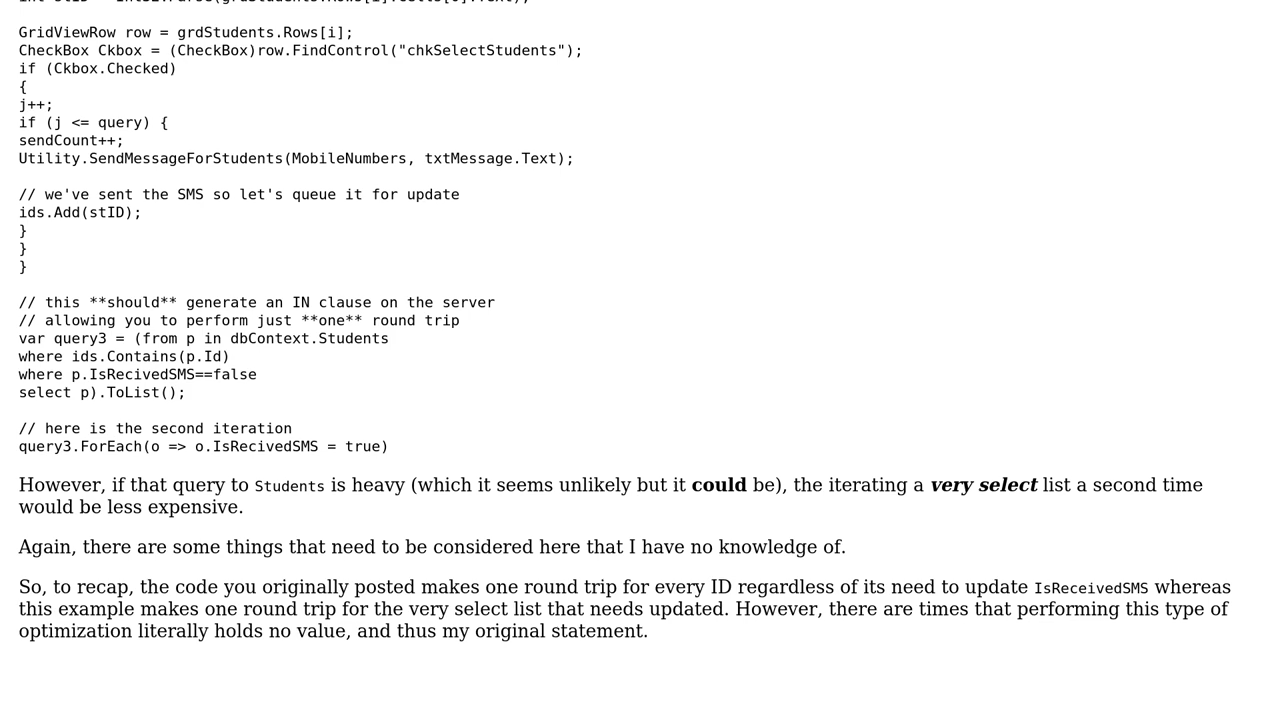 GridViewRow row = grdStudents.Rows[i];
CheckBox Ckbox = (CheckBox)row.FindControl("chkSelectStudents");
if (Ckbox.Checked)
{
j++;
if (j <= query) {
sendCount++;
Utility.SendMessageForStudents(MobileNumbers, txtMessage.Text);
// we've sent the SMS so let's queue it for update
ids.Add(stID);
}
}
}
// this **should** generate an IN clause on the server
// allowing you to perform just **one** round trip
var query3 = (from p in dbContext.Students
where ids.Contains(p.Id)
where p.IsRecivedSMS==false
select p).ToList();
// here is the second iteration
query3.ForEach(o => o.IsRecivedSMS = true)
However, if that query to Students is heavy (which it seems unlikely but it could be), the iterating a very select list a second time
would be less expensive.
Again, there are some things that need to be considered here that I have no knowledge of.
So, to recap, the code you originally posted makes one round trip for every ID regardless of its need to update IsReceivedSMS whereas
this example makes one round trip for the very select list that needs updated. However, there are times that performing this type of
optimization literally holds no value, and thus my original statement.